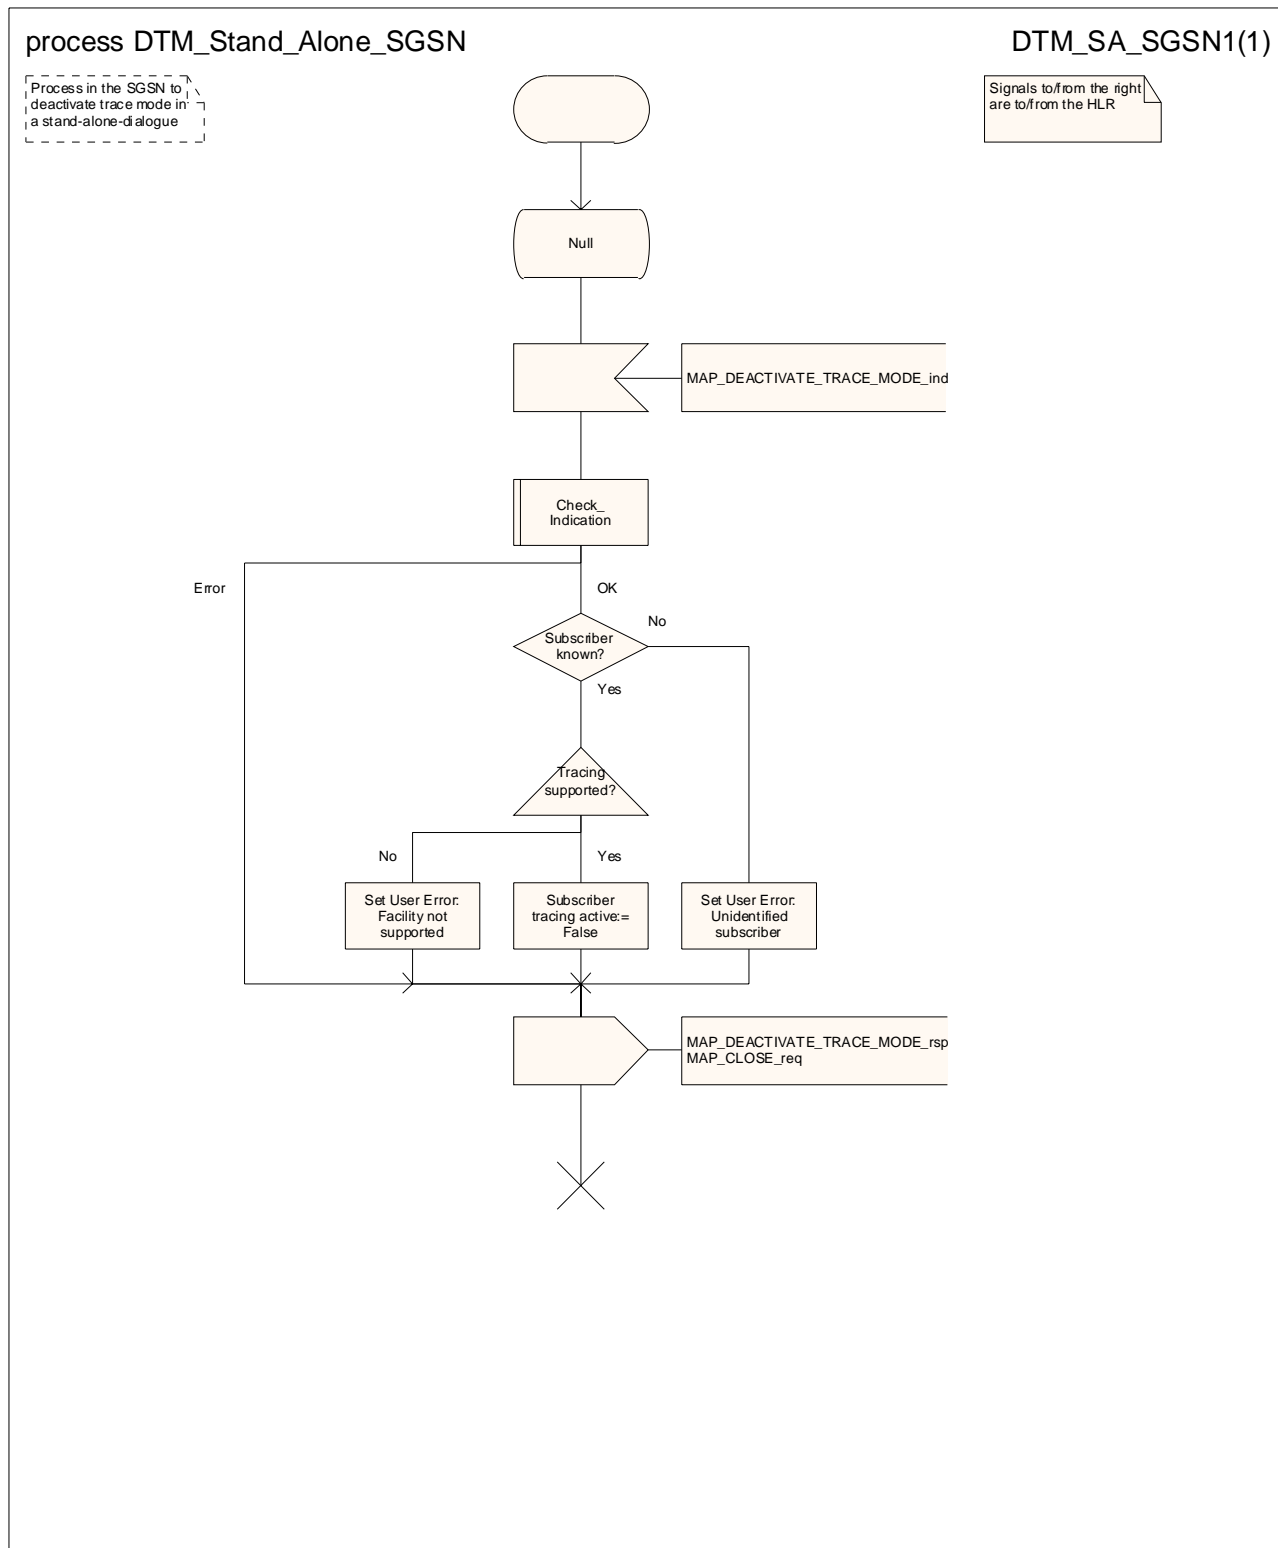 process DTM_Stand_Alone_SGSN
DTM_SA_SGSN1(1)
Process in the SGSN to
deactivate trace mode in
a stand-alone-dialogue
Signals to/from the right
are to/from the HLR
Null
MAP_DEACTIVATE_TRACE_MODE_ind
Check_
Indication
Error
OK
No
Subscriber
known?
Yes
Tracing
supported?
No
Yes
Set User Error:
Facility not
supported
Subscriber
tracing active:=
False
Set User Error:
Unidentified
subscriber
MAP_DEACTIVATE_TRACE_MODE_rsp
MAP_CLOSE_req